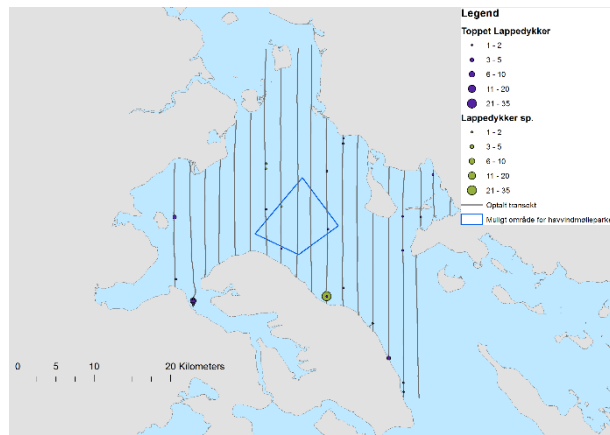 Legend
Toppet Lappedykker
1 - 2
3 - 5
6 - 10
11 - 20
21 - 35
Lappedykker sp.
1 - 2
3 - 5
6 - 10
11 - 20
21 - 35
Optalt transekt
Muligt område for havvindmølleparke
0 5 10 20 Kilometers